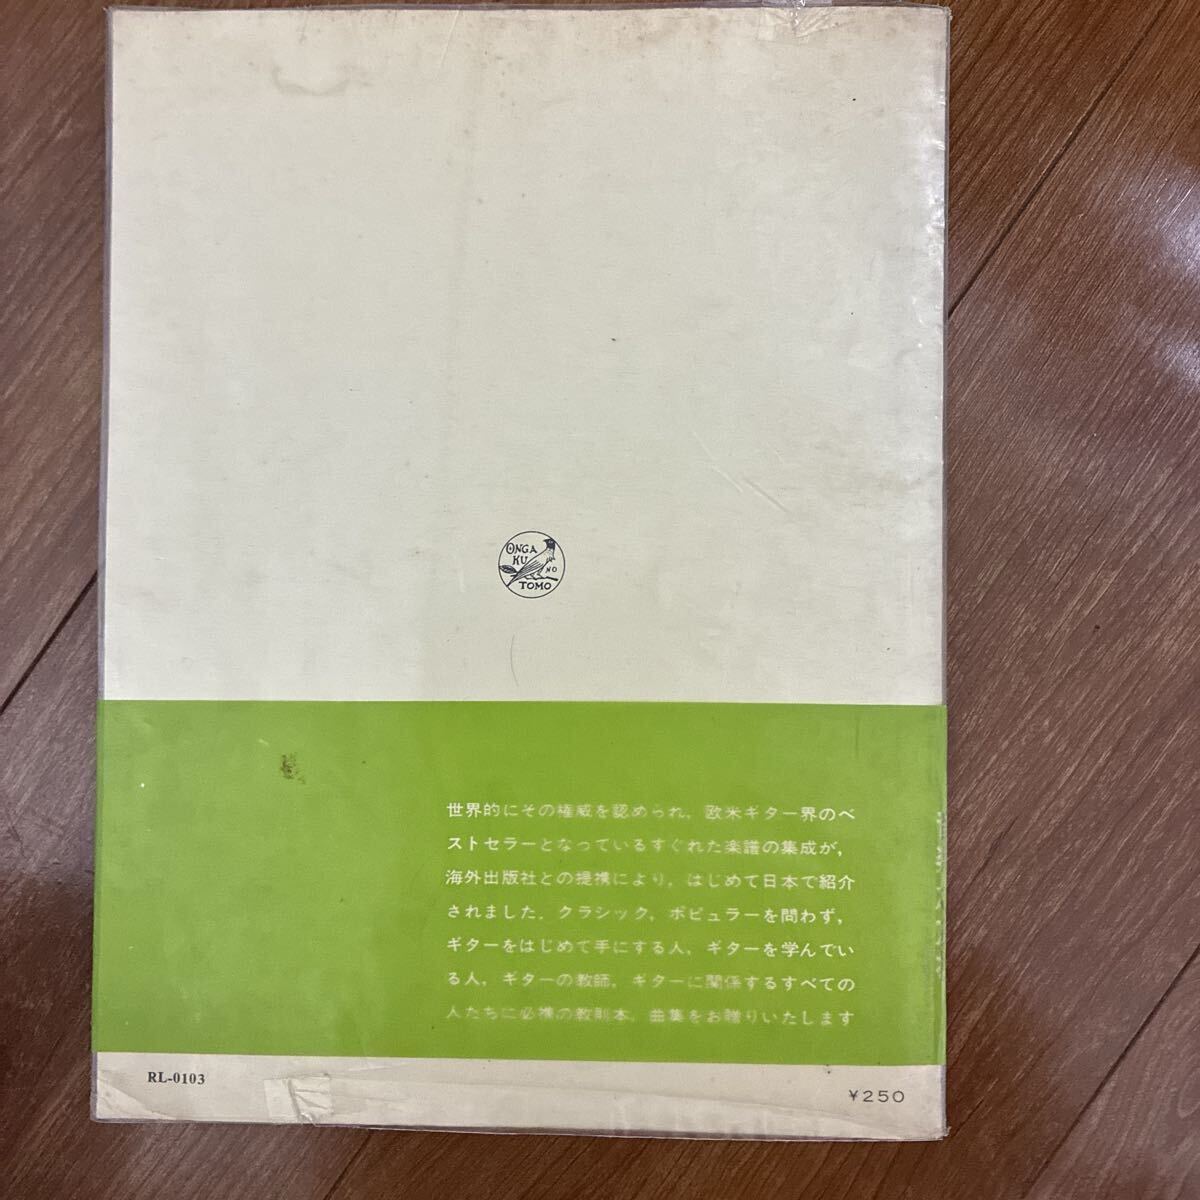 ONGA
KU
NO
TOMO
世界的にその権威を認められ，欧米ギター界のベ
ストセラーとなっているすぐれた楽譜の集成が，
海外出版社との提携により，はじめて日本で紹介
されました．クラシック，ポピュラーを問わず，
ギターをはじめて手にする人，ギターを学んでい
る人，ギターの教師，ギターに関係するすべての
人たちに必携の教則本，曲集をお贈りいたします
RL-0103
¥250